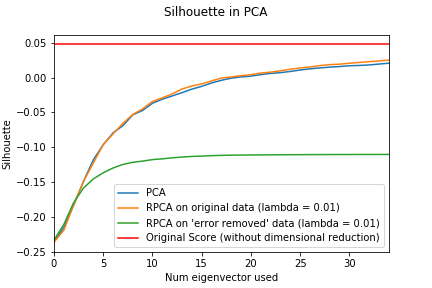 Silhouette in PCA
0.05
0.00
−0.05
−0.10
−0.15
−0.20
−0.25
Silhouette
PCA
RPCA on original data (lambda = 0.01)
RPCA on 'error removed' data (lambda = 0.01)
Original Score (without dimensional reduction)
0 5 10 15 20 25 30
Num eigenvector used